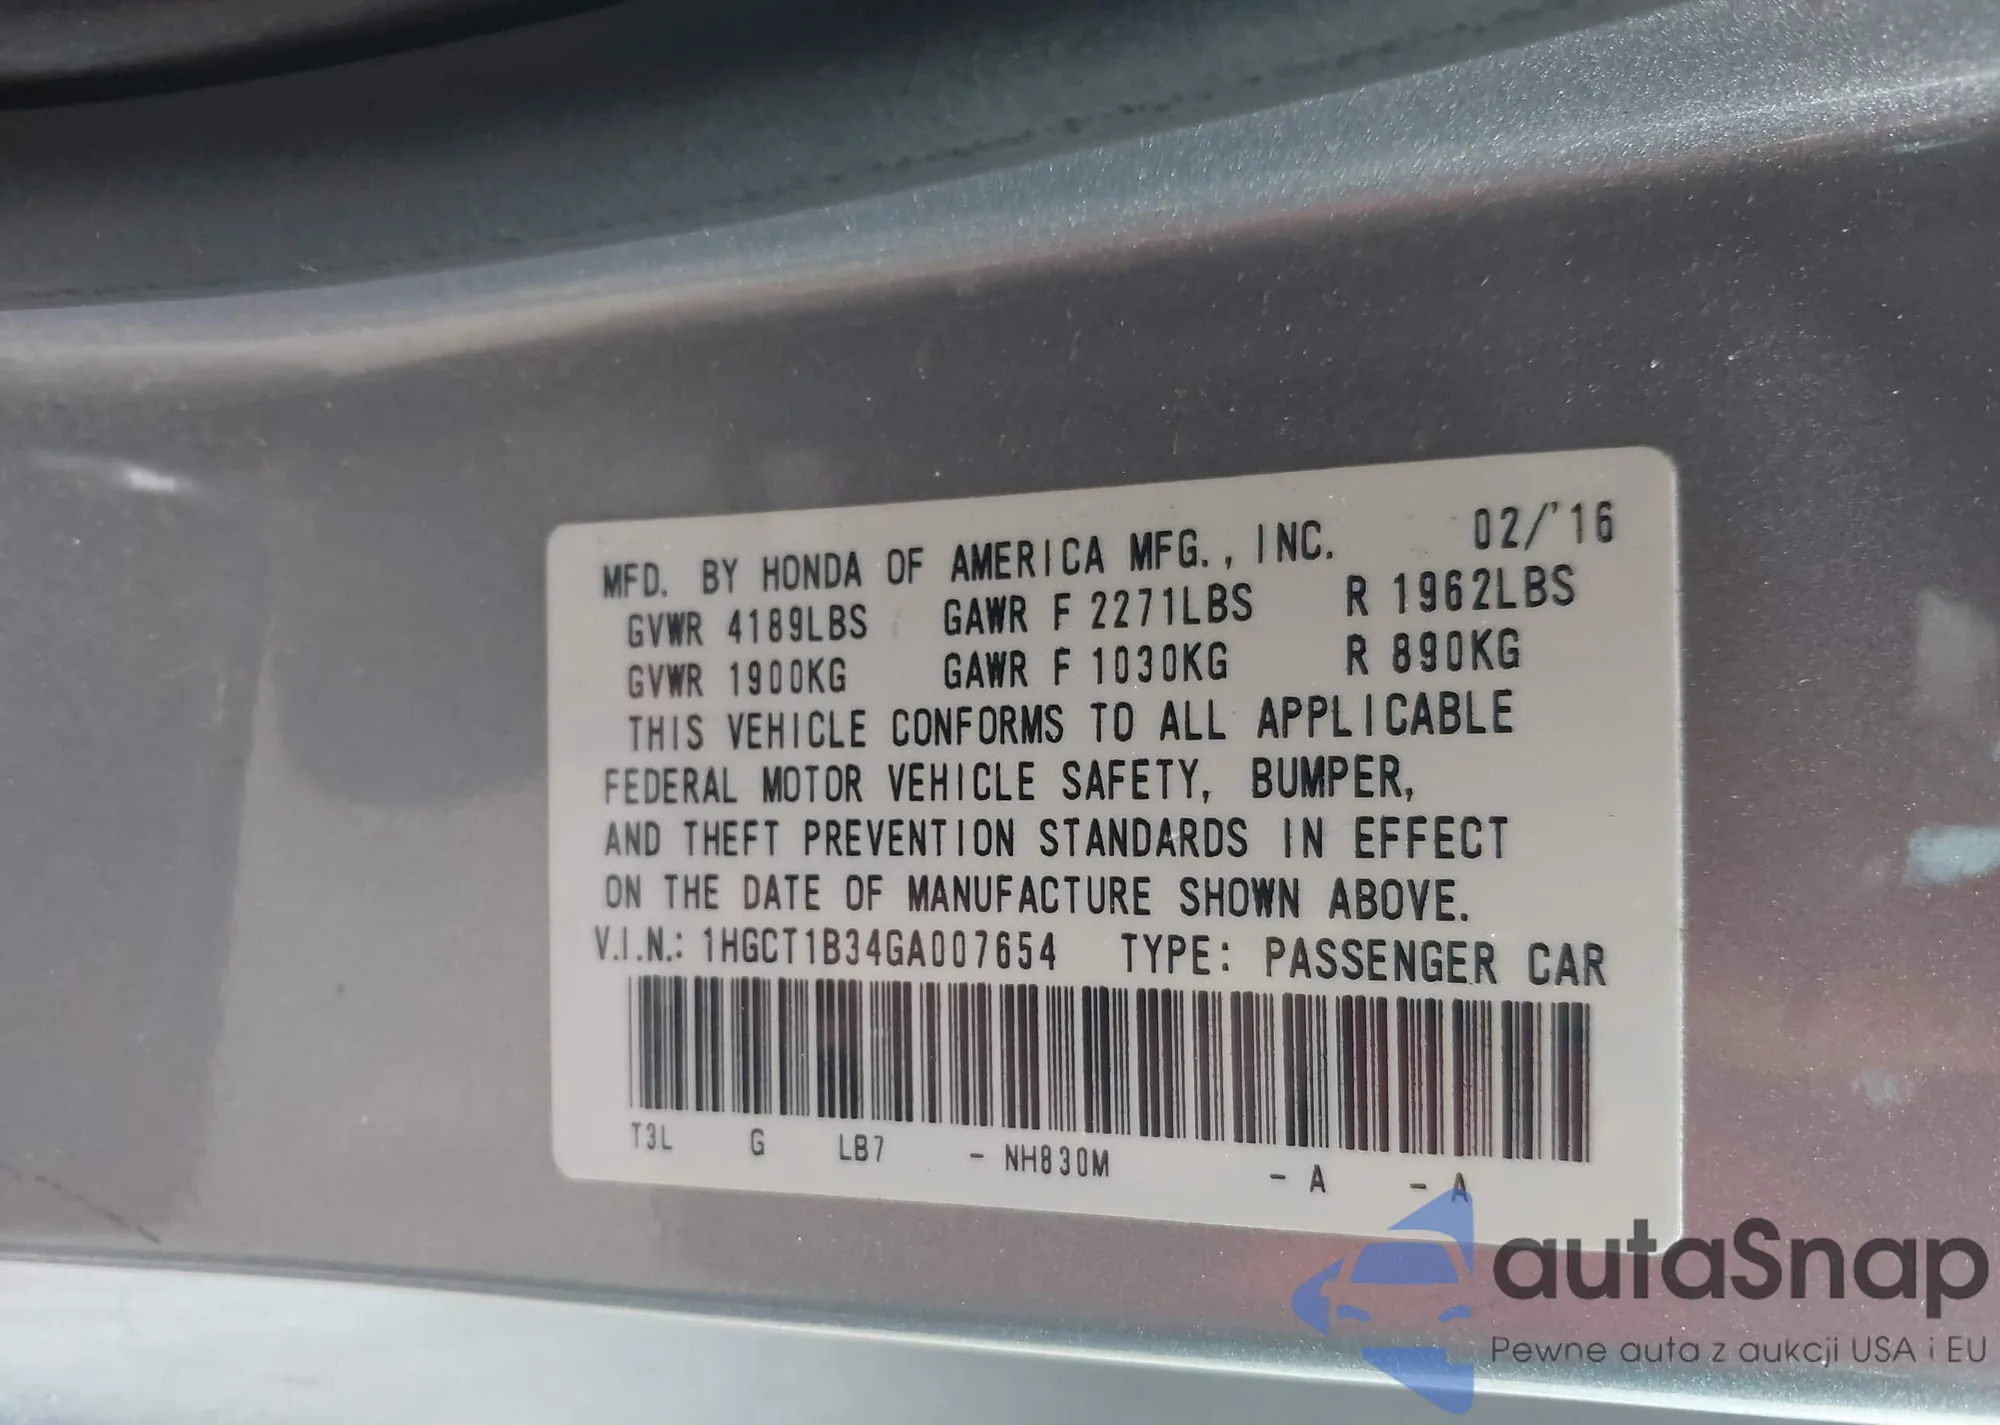 MFD. BY HONDA OF AMERICA MFG., INC. 02/'16
GVWR 4189LBS GAWR F 2271LBS R 1962LBS
GVWR 1900KG GAWR F 1030KG R 890KG
THIS VEHICLE CONFORMS TO ALL APPLICABLE
FEDERAL MOTOR VEHICLE SAFETY, BUMPER,
AND THEFT PREVENTION STANDARDS IN EFFECT
ON THE DATE OF MANUFACTURE SHOWN ABOVE.
V.I.N.: 1HGCT1B34GA007654 TYPE: PASSENGER CAR
T3L G LB7 - NH830M - A - A
autaSnap
Pewne auta z aukcji USA i EU